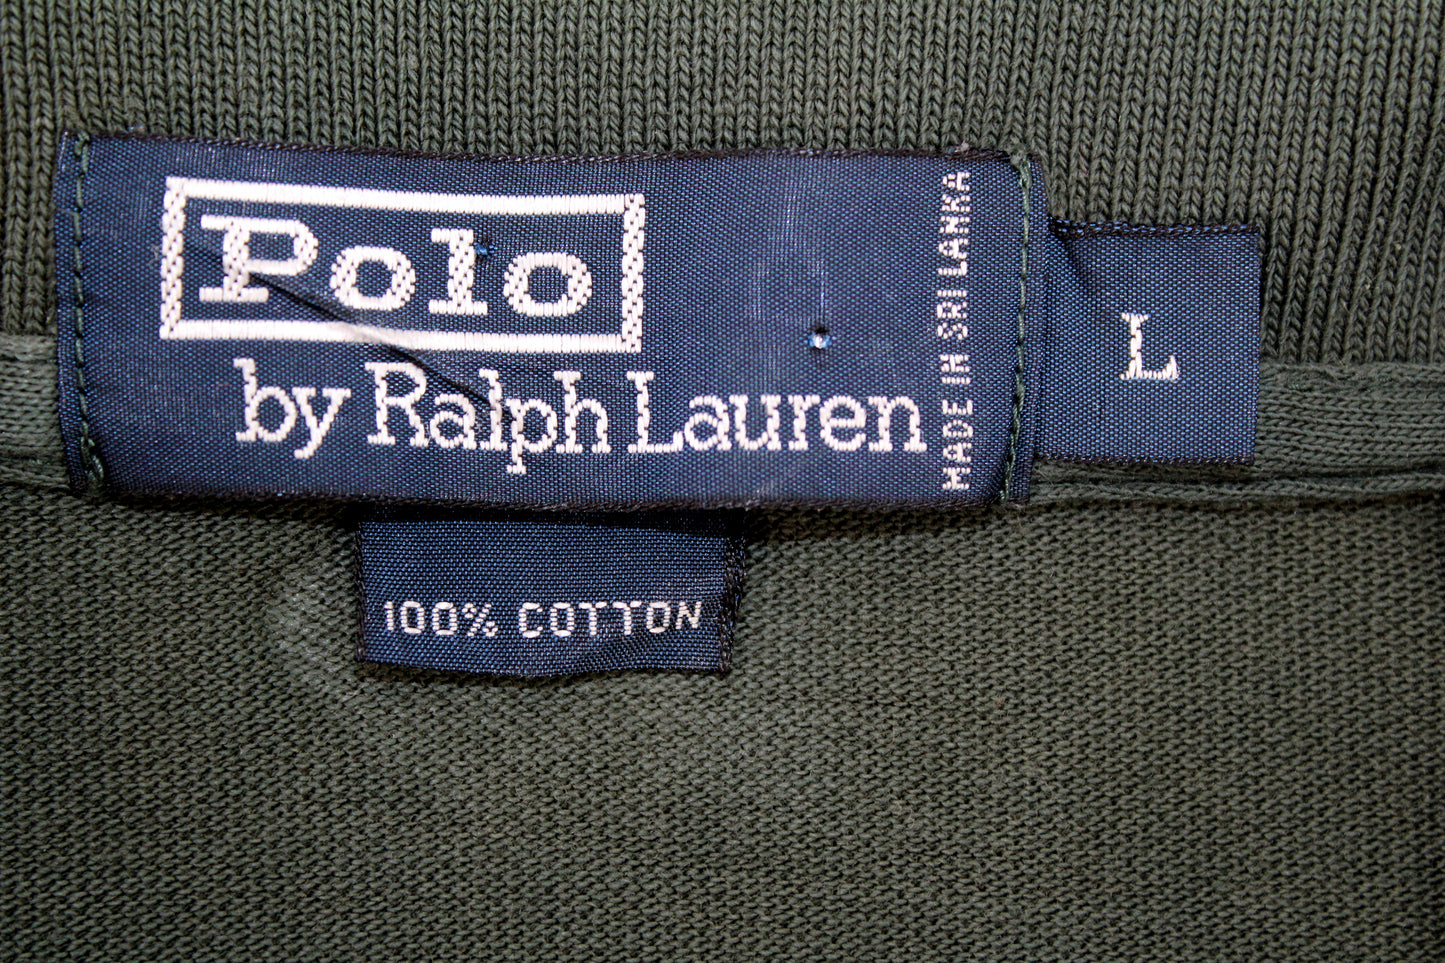 Polo
by Ralph Lauren
MADE IN SRI LANKA
L
100% COTTON